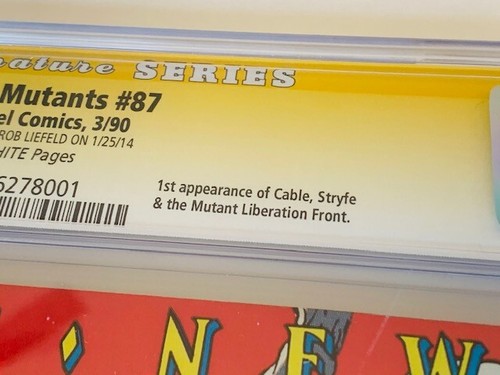 ature SERIES
Mutants #87
el Comics, 3/90
ROB LIEFELD ON 1/25/14
HITE Pages
6278001
1st appearance of Cable, Stryfe
& the Mutant Liberation Front.
NEW